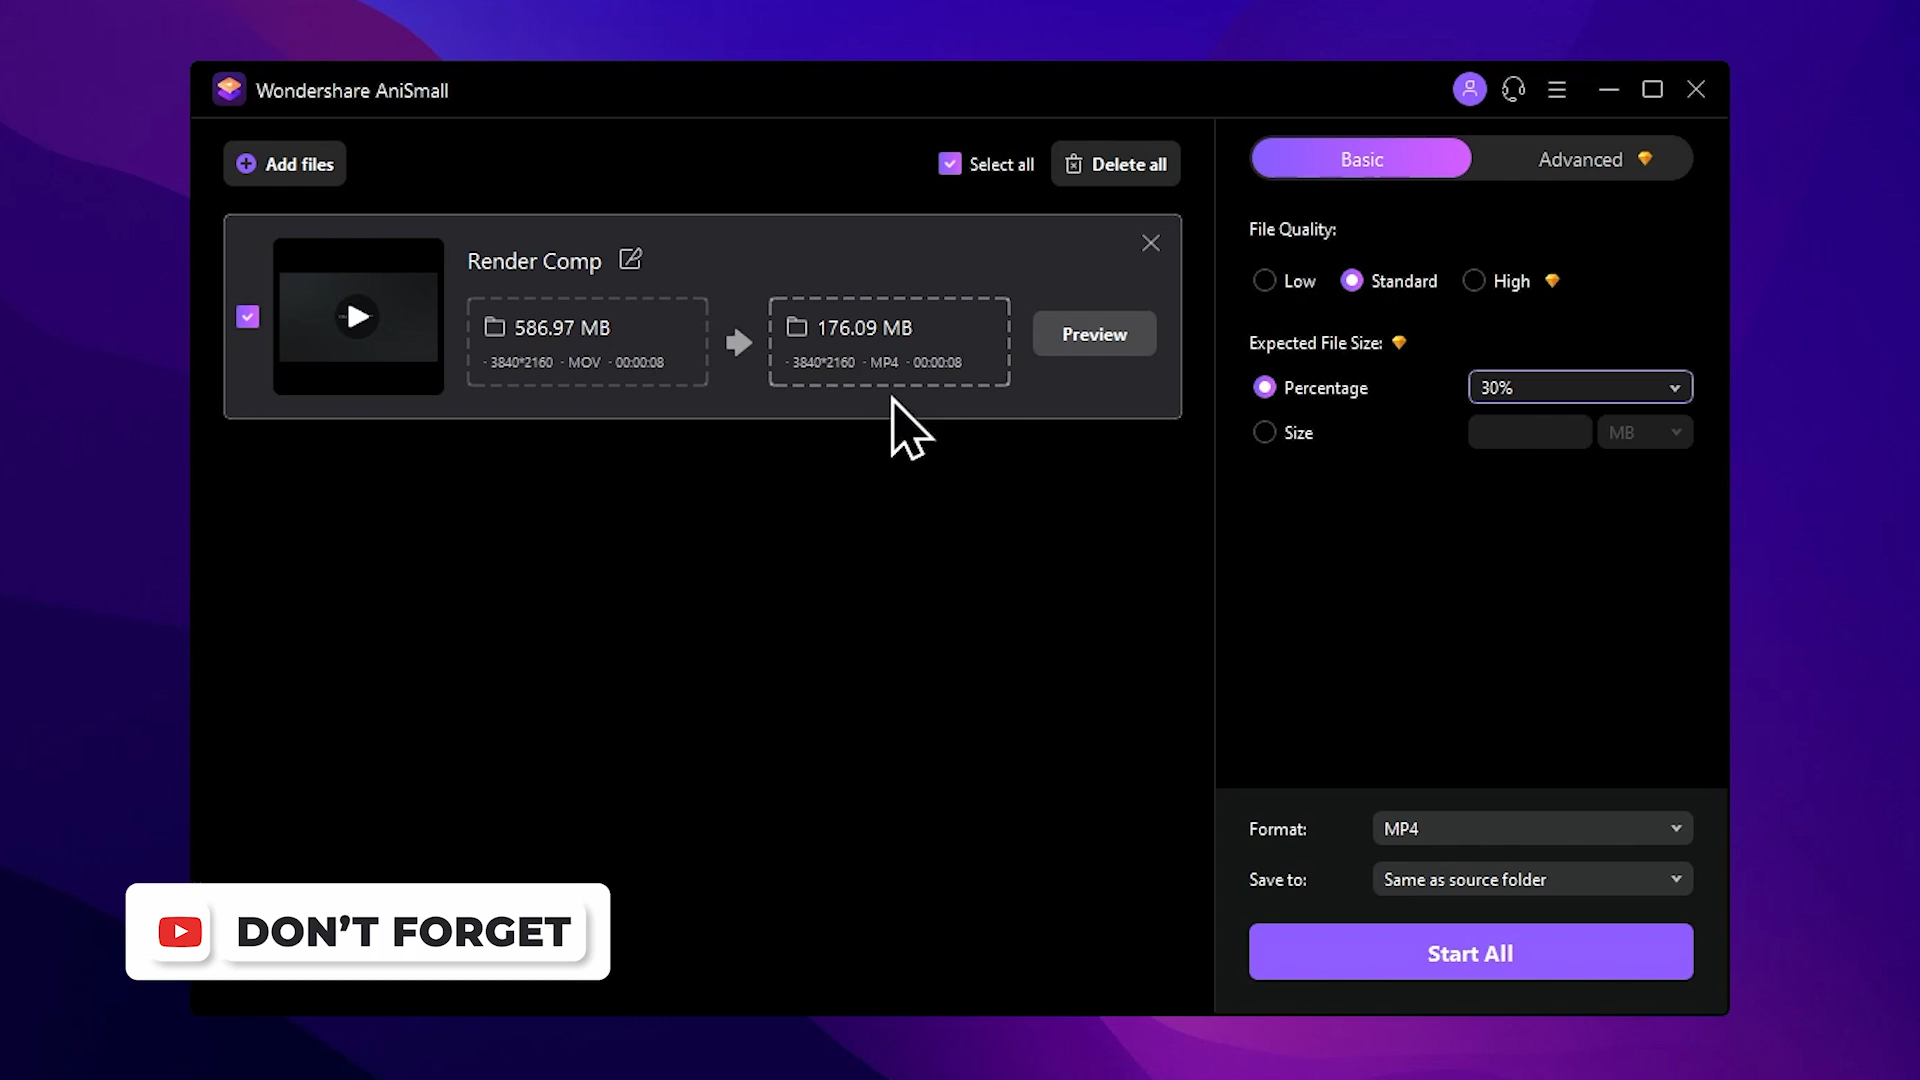 Wondershare AniSmall
Add files
Select all
Delete all
Render Comp
586.97 MB
- 3840*2160 - MOV - 00:00:08
176.09 MB
- 3840*2160 - MP4 - 00:00:08
Preview
Basic
Advanced
File Quality:
Low
Standard
High
Expected File Size:
Percentage
30%
Size
MB
Format:
MP4
Save to:
Same as source folder
Start All
DON'T FORGET